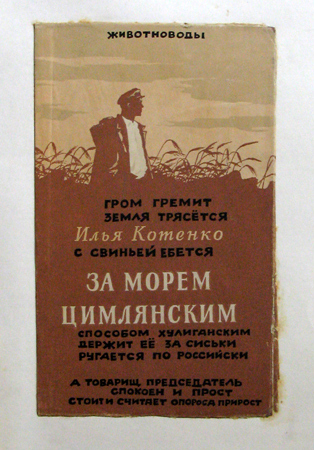 ЖИВОТНОВОДЫ
ГРОМ ГРЕМИТ
ЗЕМЛЯ ТРЯСЁТСЯ
Илья Котенко
С СВИНЬЕЙ ЕБЕТСЯ
ЗА МОРЕМ
ЦИМЛЯНСКИМ
СПОСОБОМ ХУЛИГАНСКИМ
ДЕРЖИТ ЕЁ ЗА СИСЬКИ
РУГАЕТСЯ ПО РОССИЙСКИ
А ТОВАРИЩ ПРЕДСЕДАТЕЛЬ
СПОКОЕН И ПРОСТ
СТОИТ И СЧИТАЕТ ОПОРОСА ПРИРОСТ